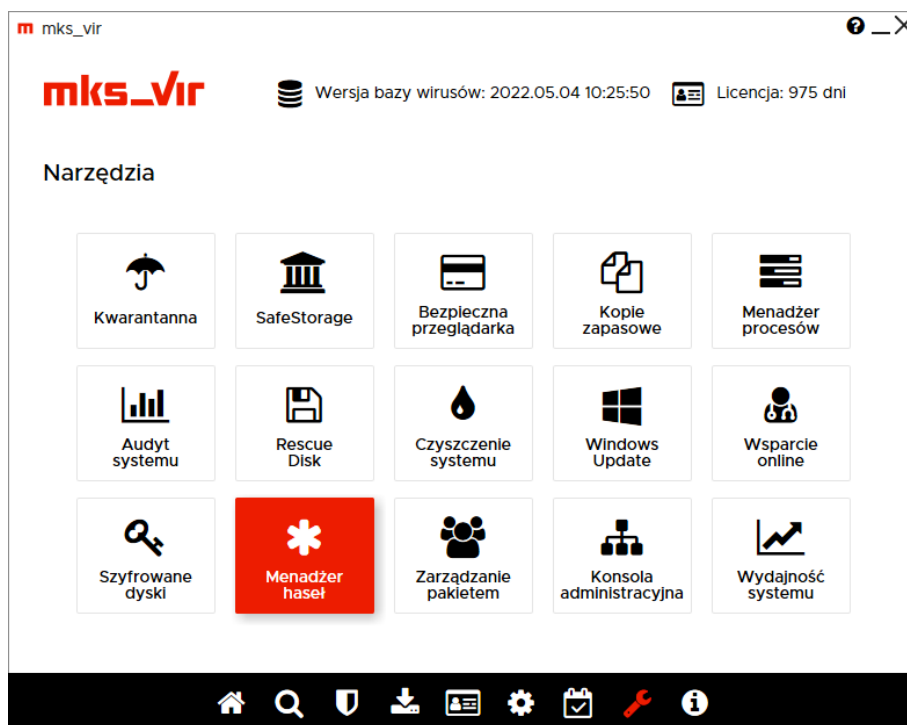 mks_vir
mks_vir
Wersja bazy wirusów: 2022.05.04 10:25:50
Licencja: 975 dni
Narzędzia
Kwarantanna
SafeStorage
Bezpieczna
przeglądarka
Kopie
zapasowe
Menadżer
procesów
Audyt
systemu
Rescue
Disk
Czyszczenie
systemu
Windows
Update
Wsparcie
online
Szyfrowane
dyski
Menadżer
haseł
Zarządzanie
pakietem
Konsola
administracyjna
Wydajność
systemu